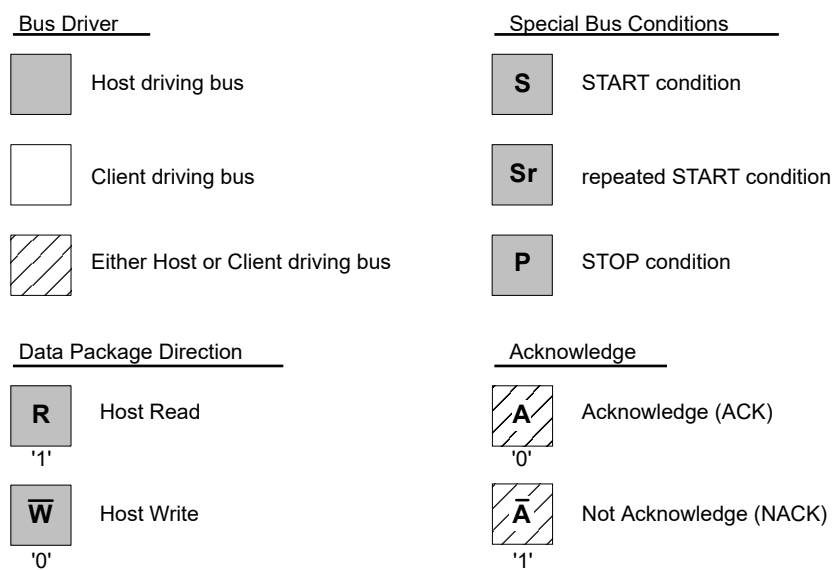 Bus Driver
Host driving bus
Client driving bus
Either Host or Client driving bus
Special Bus Conditions
S START condition
Sr repeated START condition
P STOP condition
Data Package Direction
R Host Read
'1'
W̅ Host Write
'0'
Acknowledge
A Acknowledge (ACK)
'0'
A̅ Not Acknowledge (NACK)
'1'